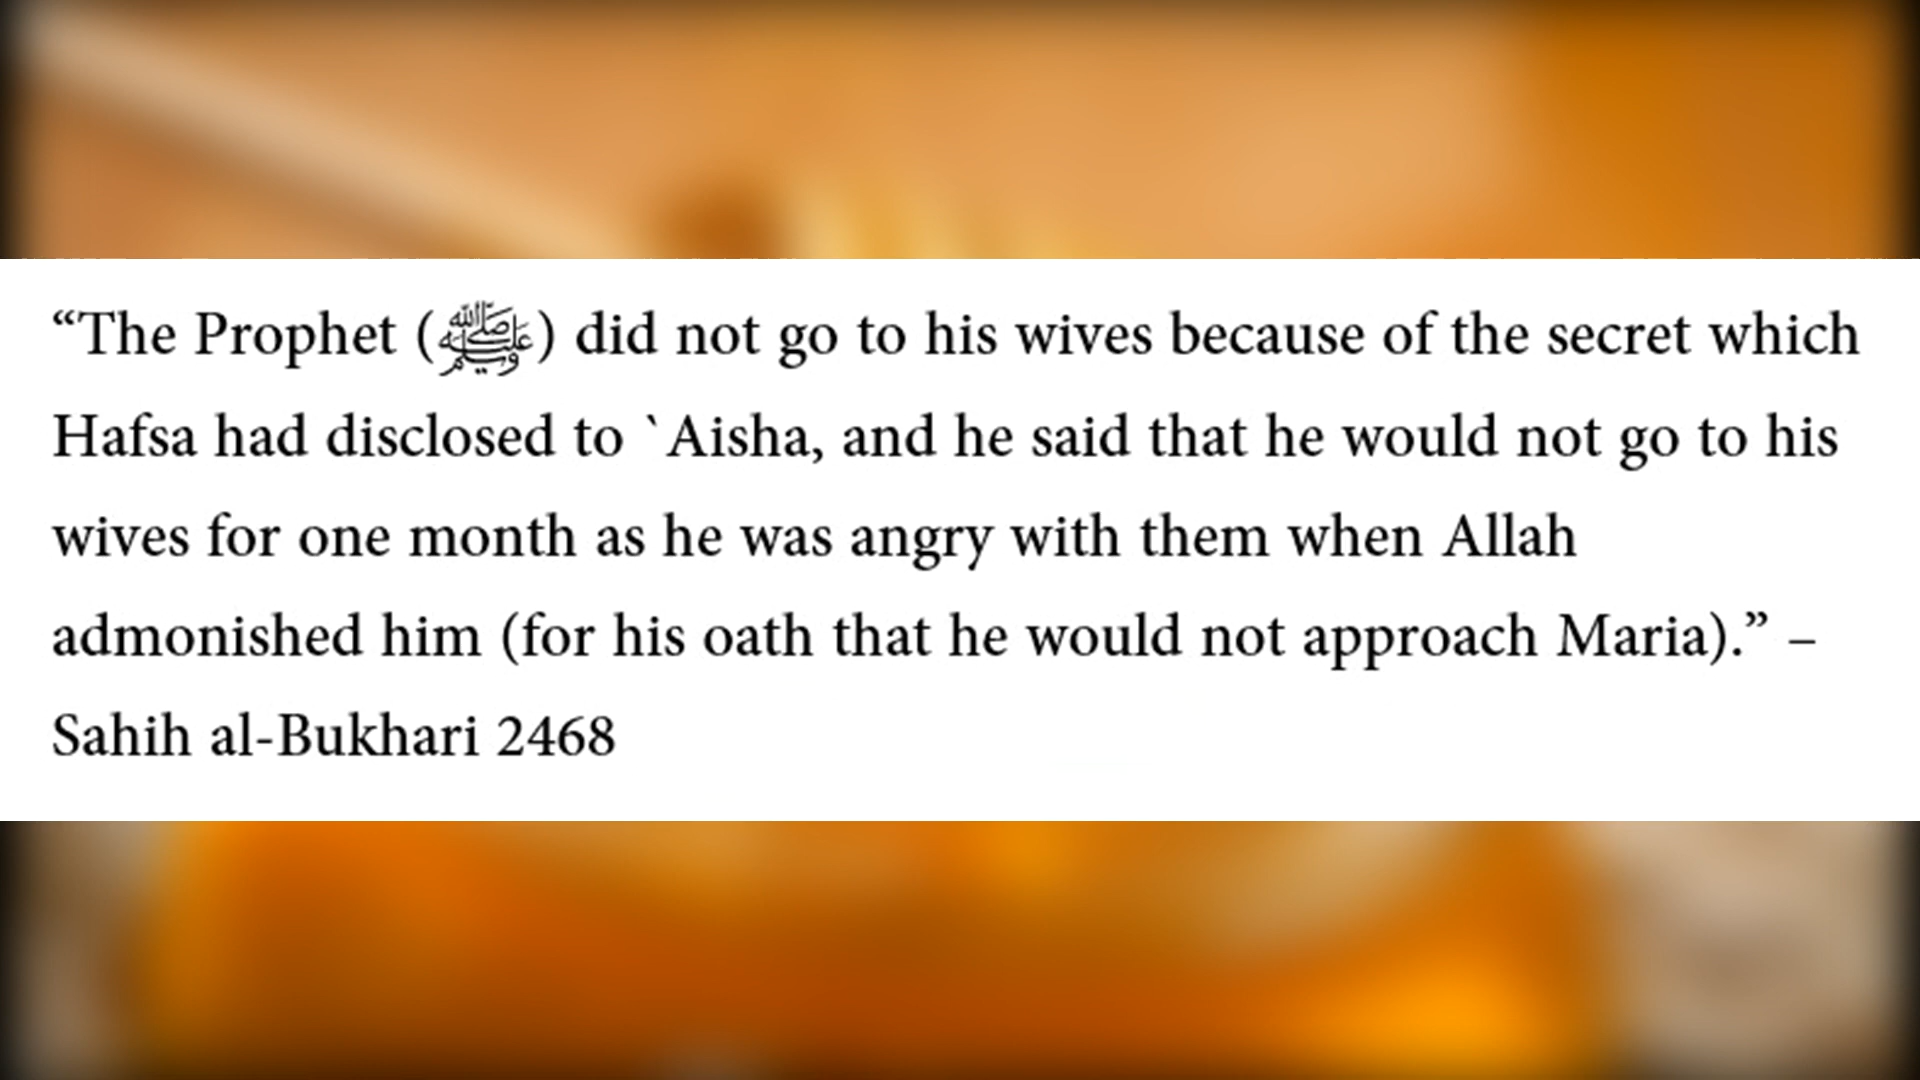 “The Prophet (ﷺ) did not go to his wives because of the secret which
Hafsa had disclosed to `Aisha, and he said that he would not go to his
wives for one month as he was angry with them when Allah
admonished him (for his oath that he would not approach Maria).” –
Sahih al-Bukhari 2468